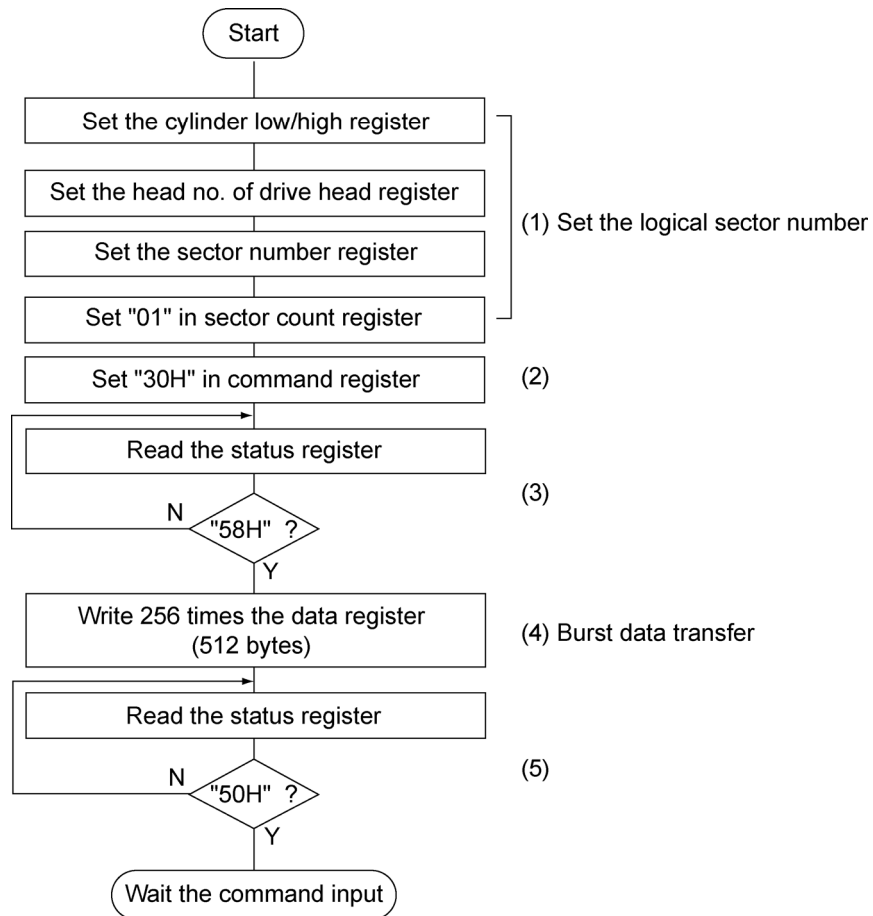 Start
Set the cylinder low/high register
Set the head no. of drive head register
(1) Set the logical sector number
Set the sector number register
Set "01" in sector count register
Set "30H" in command register
(2)
Read the status register
(3)
N
"58H" ?
Y
Write 256 times the data register
(512 bytes)
(4) Burst data transfer
Read the status register
(5)
N
"50H" ?
Y
Wait the command input